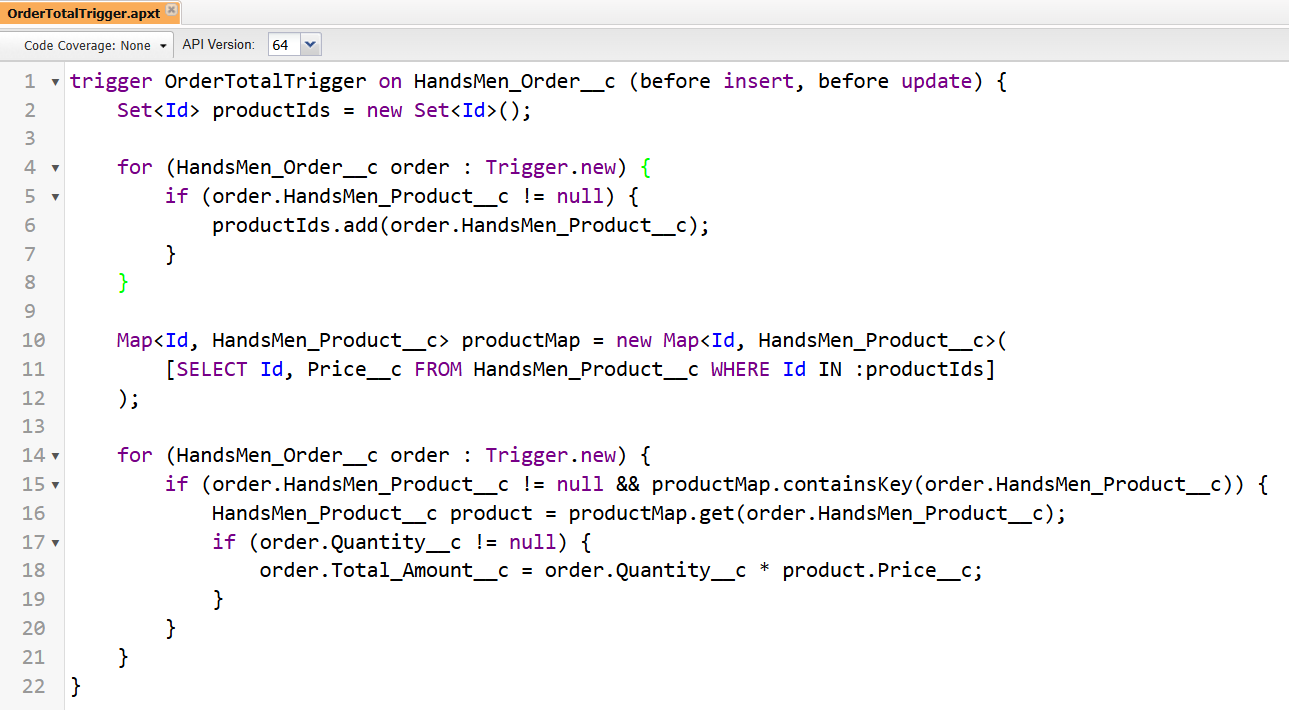 OrderTotalTrigger.apxt
Code Coverage: None API Version: 64
1 trigger OrderTotalTrigger on HandsMen_Order__c (before insert, before update) {
2     Set<Id> productIds = new Set<Id>();
3
4     for (HandsMen_Order__c order : Trigger.new) {
5         if (order.HandsMen_Product__c != null) {
6             productIds.add(order.HandsMen_Product__c);
7         }
8     }
9
10     Map<Id, HandsMen_Product__c> productMap = new Map<Id, HandsMen_Product__c>(
11         [SELECT Id, Price__c FROM HandsMen_Product__c WHERE Id IN :productIds]
12     );
13
14     for (HandsMen_Order__c order : Trigger.new) {
15         if (order.HandsMen_Product__c != null && productMap.containsKey(order.HandsMen_Product__c)) {
16             HandsMen_Product__c product = productMap.get(order.HandsMen_Product__c);
17             if (order.Quantity__c != null) {
18                 order.Total_Amount__c = order.Quantity__c * product.Price__c;
19             }
20         }
21     }
22 }